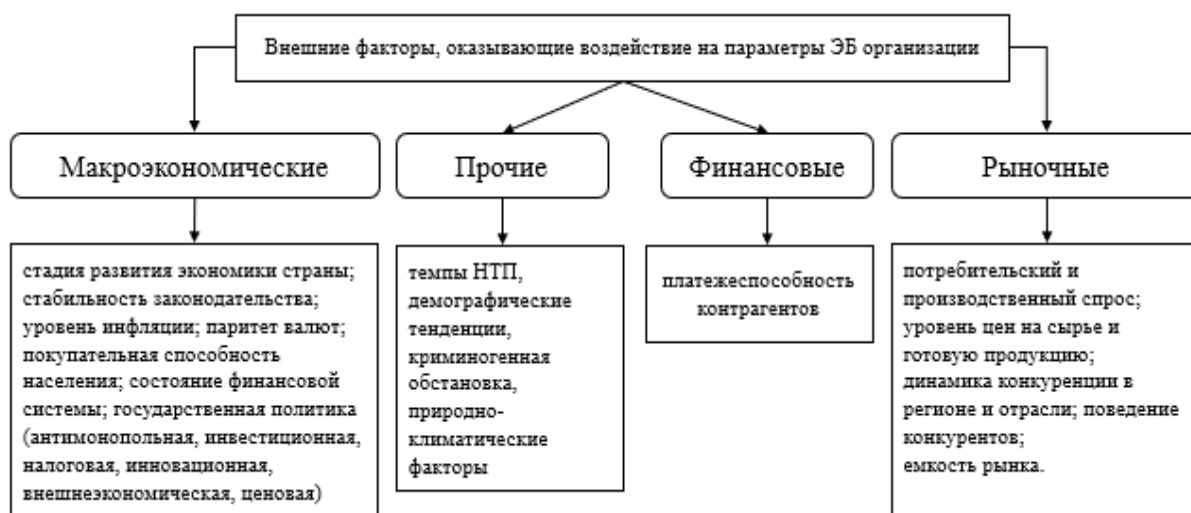 Внешние факторы, оказывающие воздействие на параметры ЭБ организации
Макроэкономические
Прочие
Финансовые
Рыночные
стадия развития экономики страны;
стабильность законодательства;
уровень инфляции; паритет валют;
покупательная способность
населения; состояние финансовой
системы; государственная политика
(антимонопольная, инвестиционная,
налоговая, инновационная,
внешнеэкономическая, ценовая)
темпы НТП,
демографические
тенденции,
криминогенная
обстановка,
природно-
климатические
факторы
платежеспособность
контрагентов
потребительский и
производственный спрос;
уровень цен на сырье и
готовую продукцию;
динамика конкуренции в
регионе и отрасли; поведение
конкурентов;
емкость рынка.